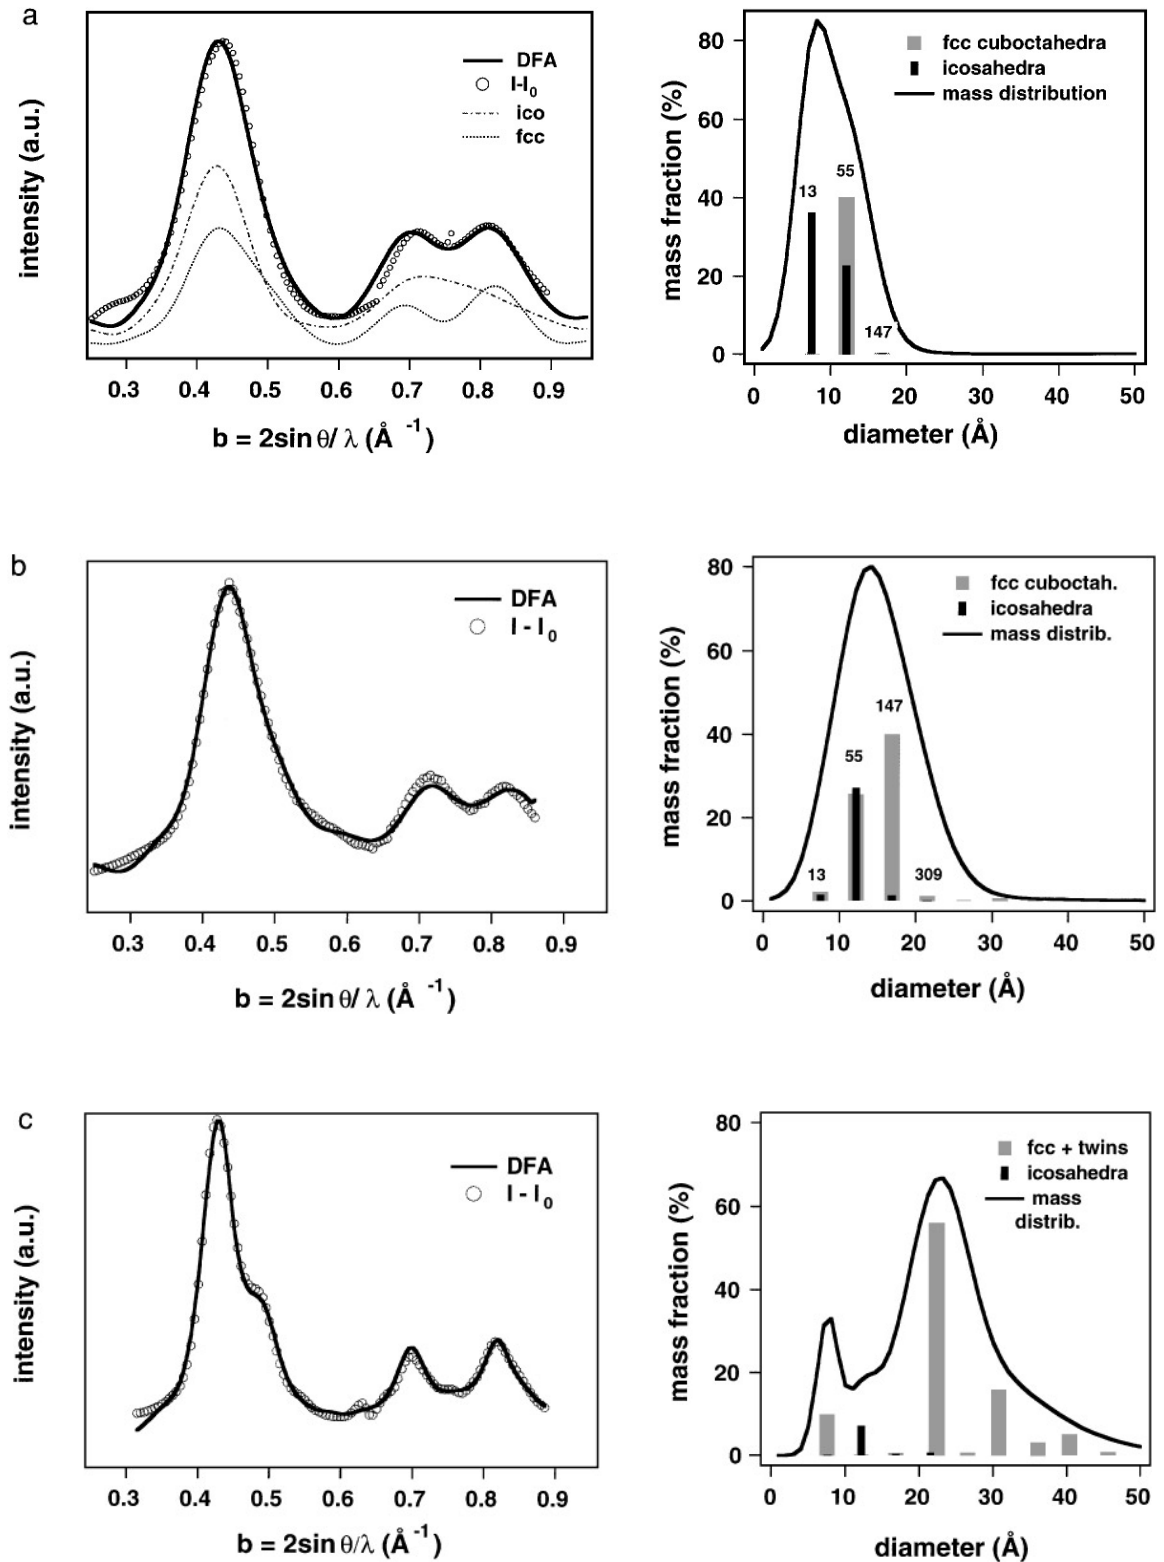 a
intensity (a.u.)
DFA
I-I0
ico
fcc
0.3 0.4 0.5 0.6 0.7 0.8 0.9
b = 2sin θ/ λ (Å -1)
mass fraction (%)
80
60
40
20
0
fcc cuboctahedra
icosahedra
mass distribution
13
55
147
0 10 20 30 40 50
diameter (Å)
b
intensity (a.u.)
DFA
I - I0
0.3 0.4 0.5 0.6 0.7 0.8 0.9
b = 2sin θ/ λ (Å -1)
mass fraction (%)
80
60
40
20
0
fcc cuboctah.
icosahedra
mass distrib.
13
55
147
309
0 10 20 30 40 50
diameter (Å)
c
intensity (a.u.)
DFA
I - I0
0.3 0.4 0.5 0.6 0.7 0.8 0.9
b = 2sin θ/λ (Å -1)
mass fraction (%)
80
60
40
20
0
fcc + twins
icosahedra
mass
distrib.
0 10 20 30 40 50
diameter (Å)